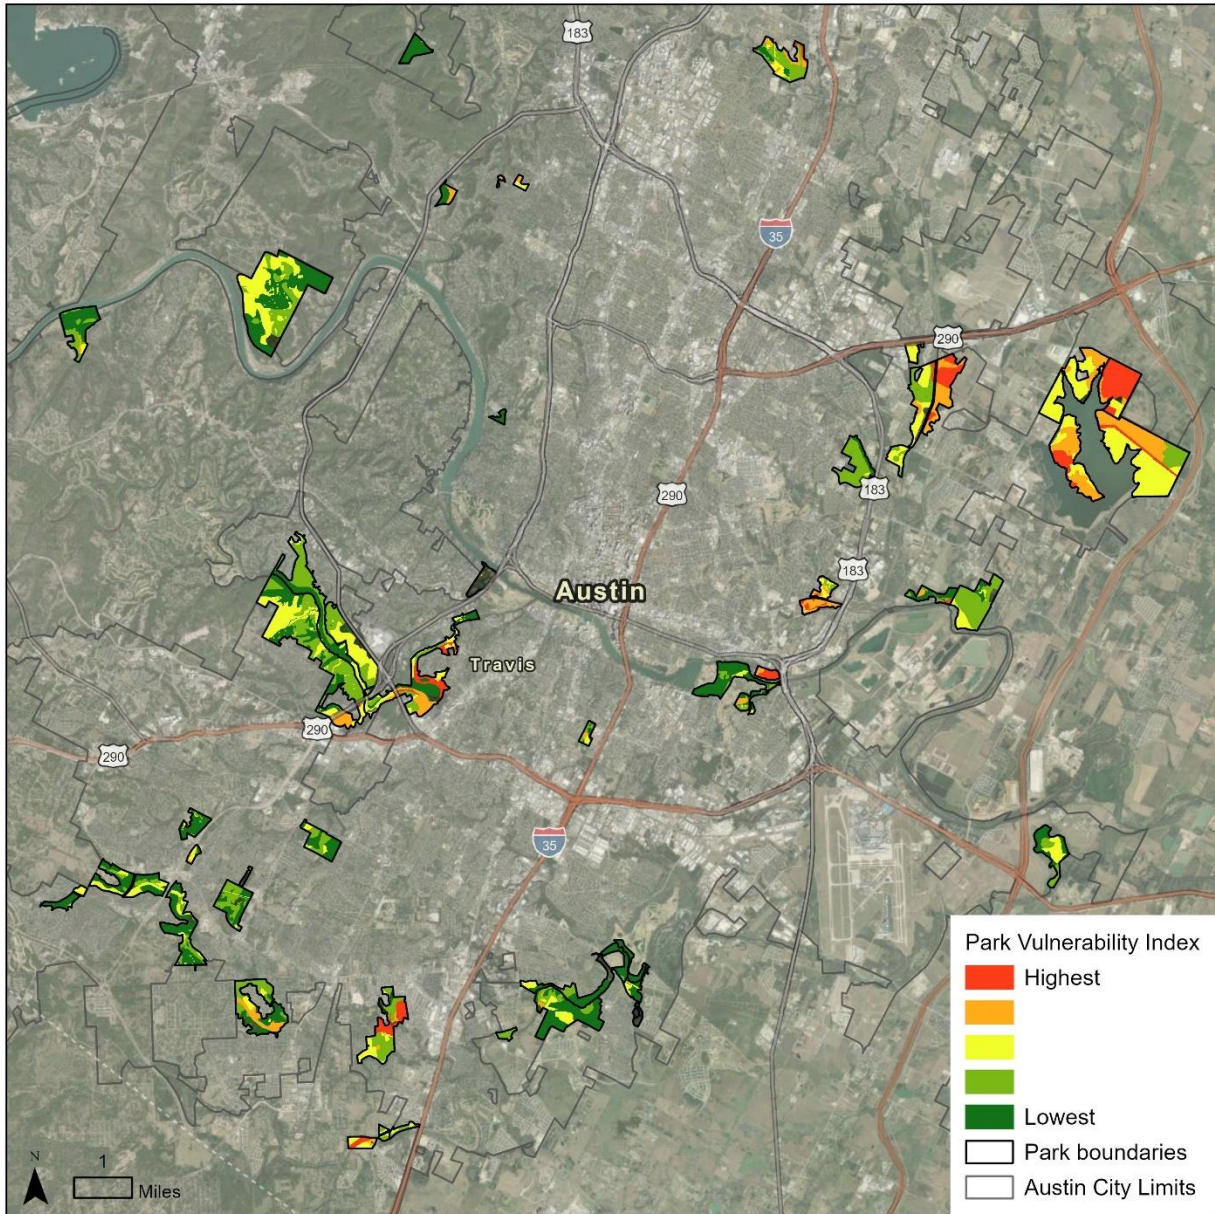 183
35
290
290
183
183
Austin
Travis
290
290
35
Park Vulnerability Index
Highest
Lowest
Park boundaries
Austin City Limits
N
1
Miles